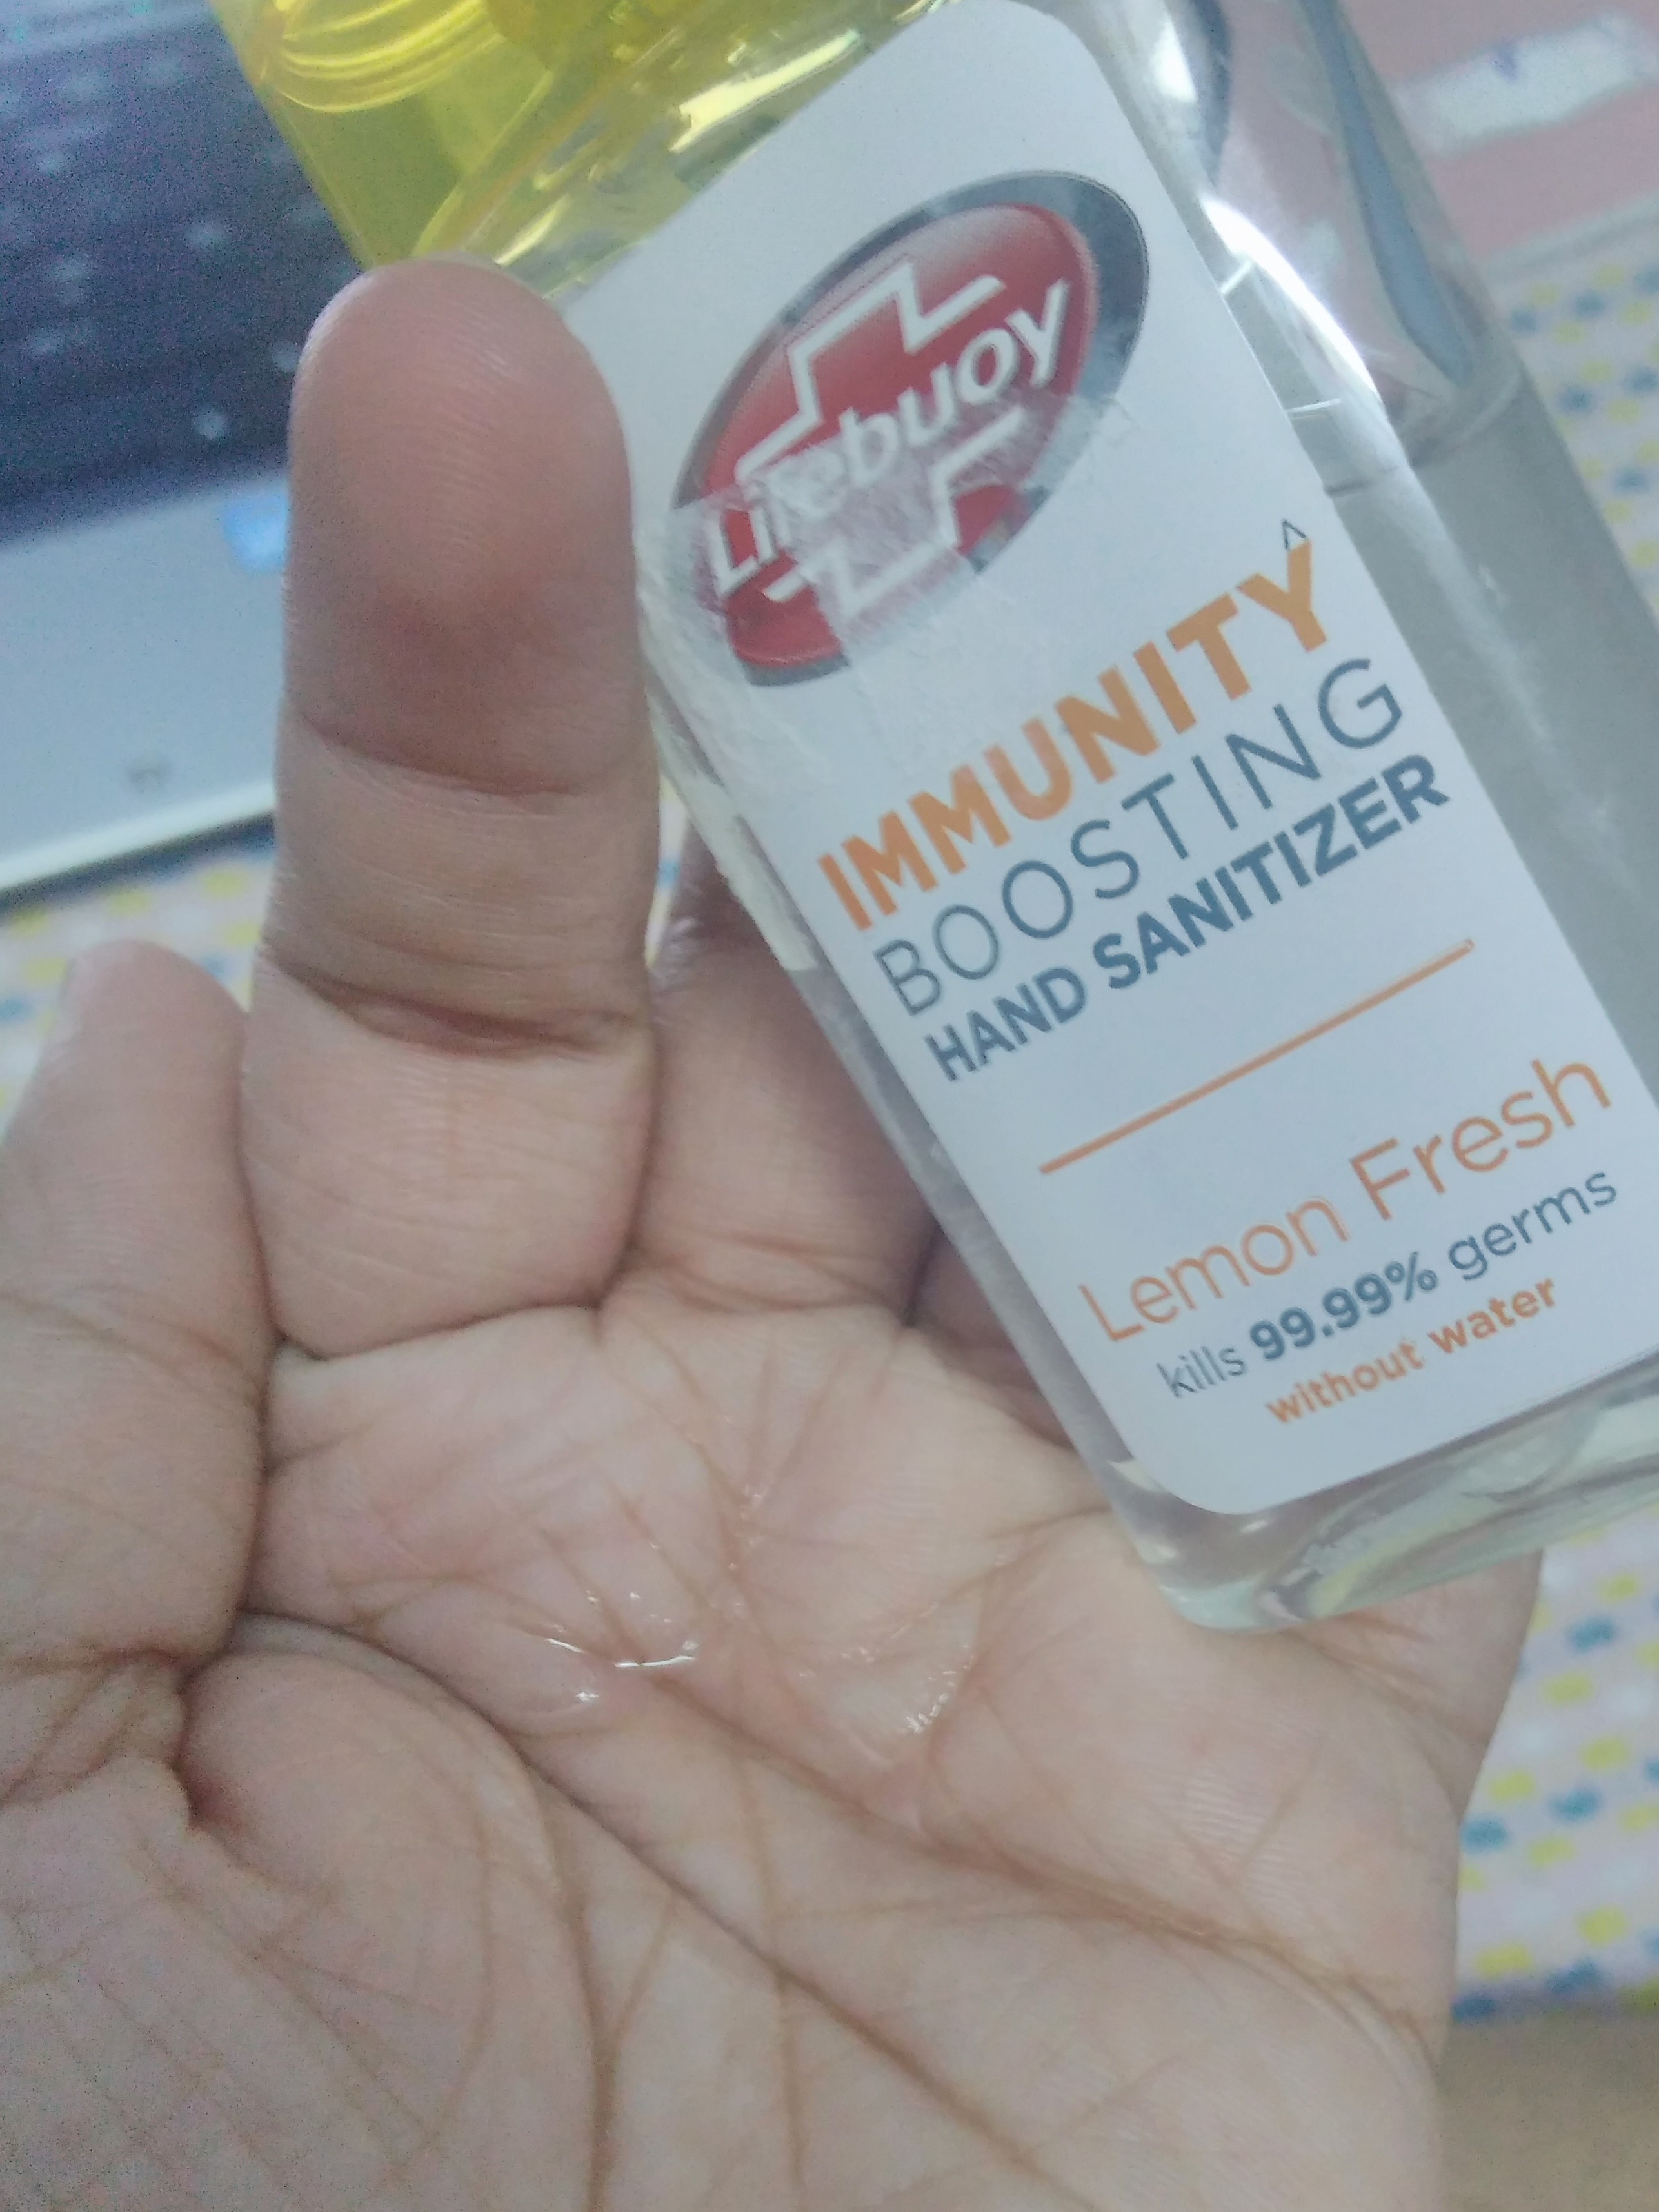 Lifebuoy
IMMUNITY^
BOOSTING
HAND SANITIZER
Lemon Fresh
kills 99.99% germs
without water